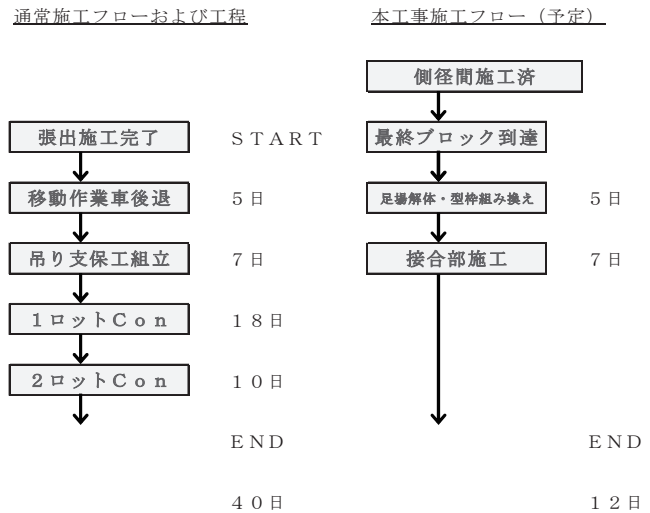 通常施工フローおよび工程
本工事施工フロー（予定）
側径間施工済
張出施工完了
ＳＴＡＲＴ
最終ブロック到達
移動作業車後退
５日
足場解体・型枠組み換え
５日
吊り支保工組立
７日
接合部施工
７日
１ロットＣｏｎ
１８日
２ロットＣｏｎ
１０日
ＥＮＤ
ＥＮＤ
４０日
１２日